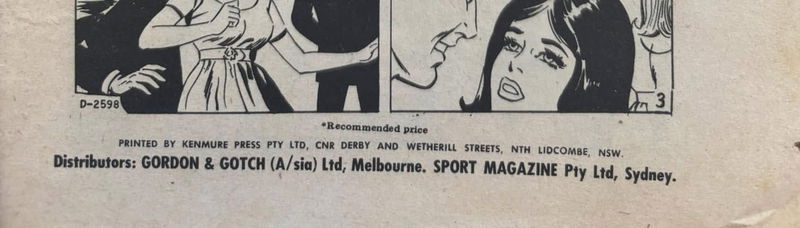 D-2598
3
*Recommended price
PRINTED BY KENMURE PRESS PTY LTD, CNR DERBY AND WETHERILL STREETS, NTH LIDCOMBE, NSW.
Distributors: GORDON & GOTCH (A/sia) Ltd, Melbourne. SPORT MAGAZINE Pty Ltd, Sydney.